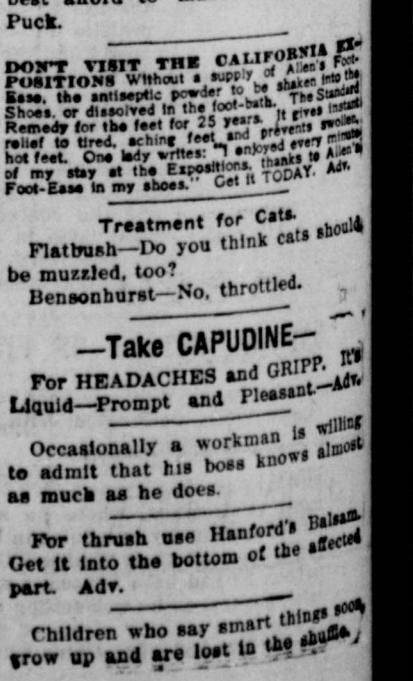 Puck.
DON'T VISIT THE CALIFORNIA EX-
POSITIONS Without a supply of Allen's Foot-
Ease, the antiseptic powder to be shaken into the
Shoes, or dissolved in the foot-bath. The Standard
Remedy for the feet for 25 years. It gives instant
relief to tired, aching feet and prevents swollen,
hot feet. One lady writes: "I enjoyed every minute
of my stay at the Expositions, thanks to Allen's
Foot-Ease in my shoes." Get it TODAY. Adv.
Treatment for Cats.
Flatbush—Do you think cats should
be muzzled, too?
Bensonhurst—No, throttled.
—Take CAPUDINE—
For HEADACHES and GRIPP. It's
Liquid—Prompt and Pleasant.—Adv.
Occasionally a workman is willing
to admit that his boss knows almost
as much as he does.
For thrush use Hanford's Balsam.
Get it into the bottom of the affected
part. Adv.
Children who say smart things soon
grow up and are lost in the shuffle.